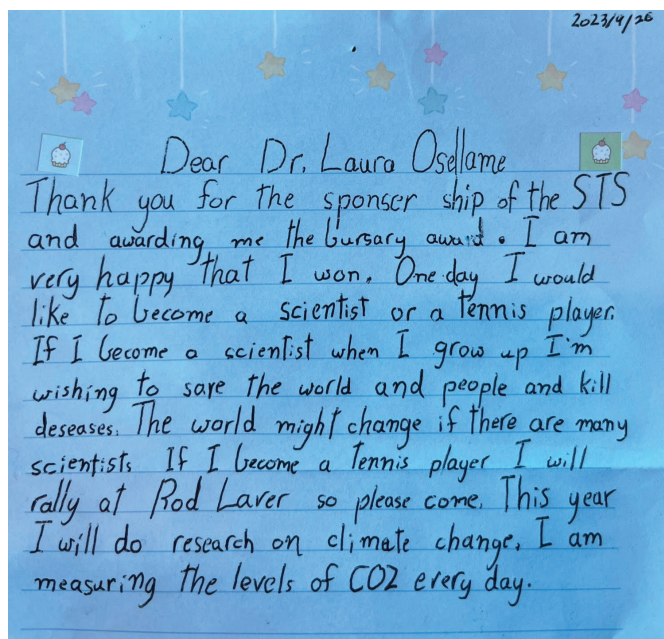 2023/4/26
Dear Dr. Laura Osellame
Thank you for the sponser ship of the STS
and awarding me the bursary award. I am
very happy that I won. One day I would
like to become a scientist or a tennis player.
If I become a scientist when I grow up I'm
wishing to save the world and people and kill
deseases. The world might change if there are many
scientists If I become a tennis player I will
rally at Rod Laver so please come. This year
I will do research on climate change, I am
measuring the levels of CO2 every day.